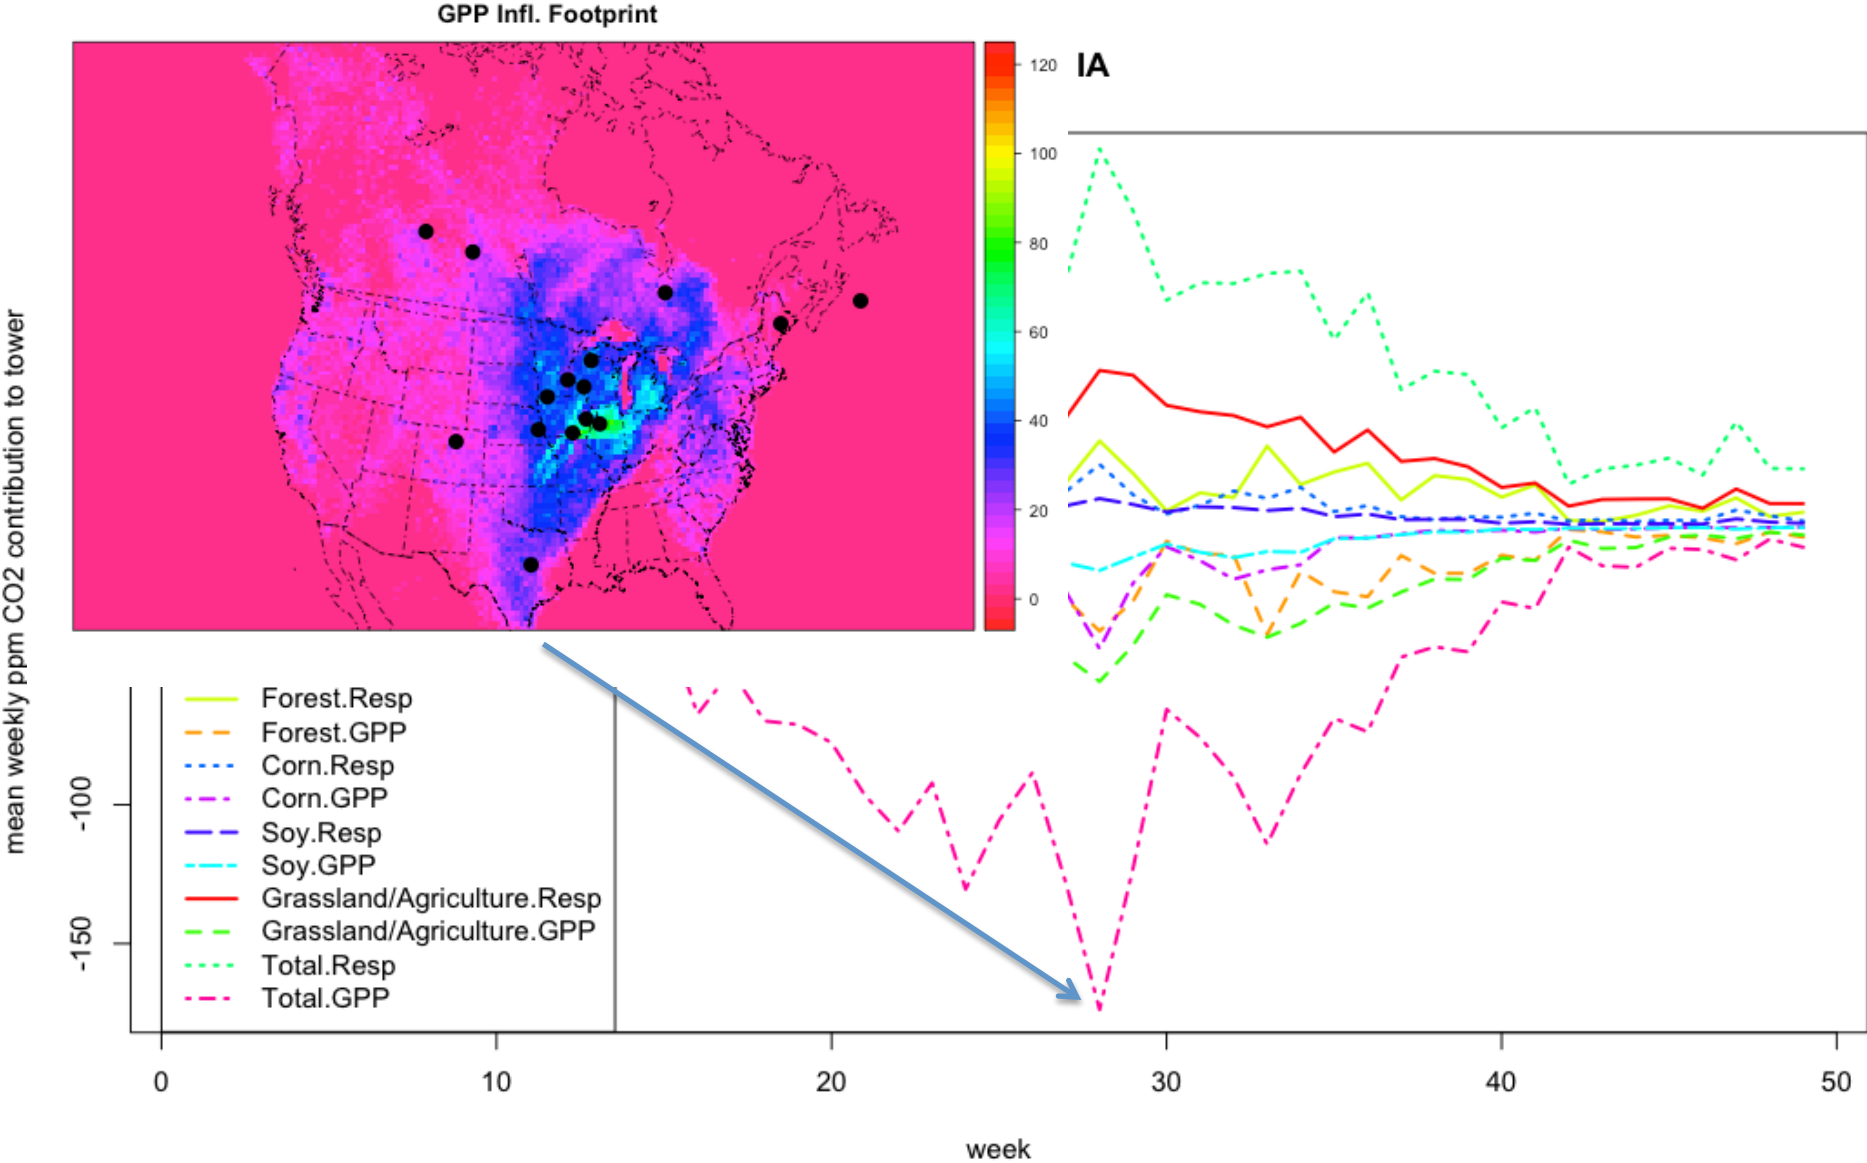 GPP Infl. Footprint
120
100
80
60
40
20
0
IA
mean weekly ppm CO2 contribution to tower
-100
-150
Forest.Resp
Forest.GPP
Corn.Resp
Corn.GPP
Soy.Resp
Soy.GPP
Grassland/Agriculture.Resp
Grassland/Agriculture.GPP
Total.Resp
Total.GPP
0 10 20 30 40 50
week